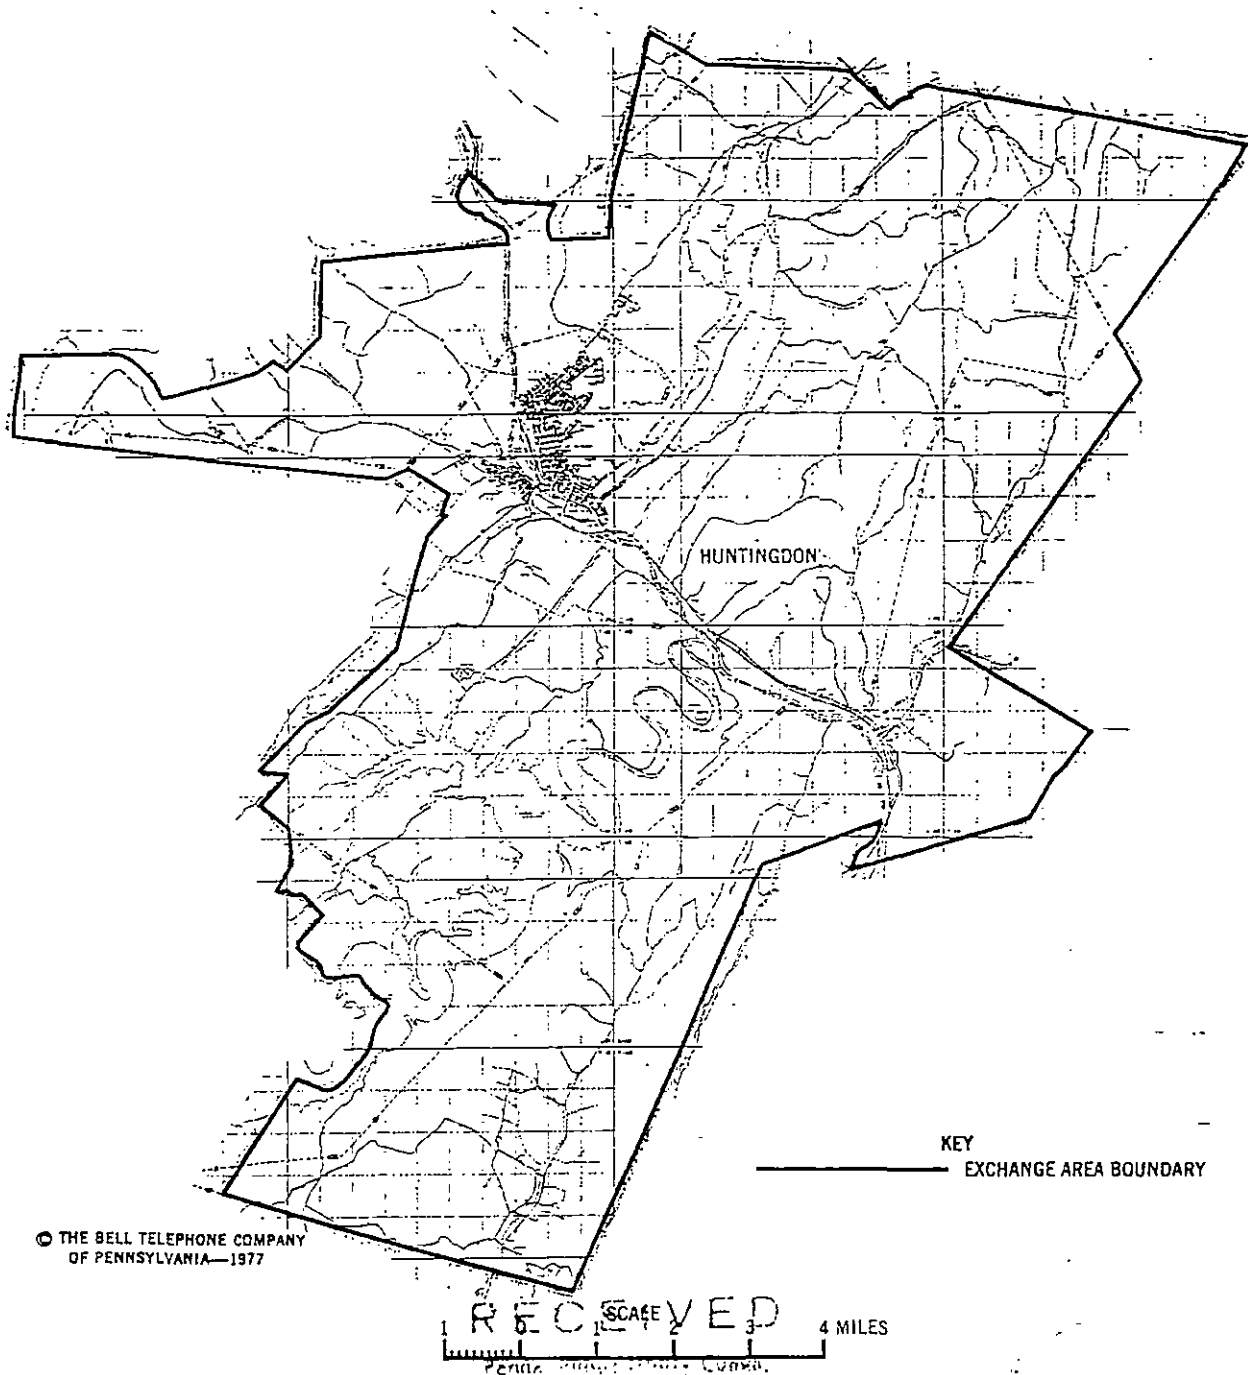 HUNTINGDON
KEY
EXCHANGE AREA BOUNDARY
© THE BELL TELEPHONE COMPANY
OF PENNSYLVANIA—1977
RECEIVED
SCALE
1 0 1 2 3 4 MILES